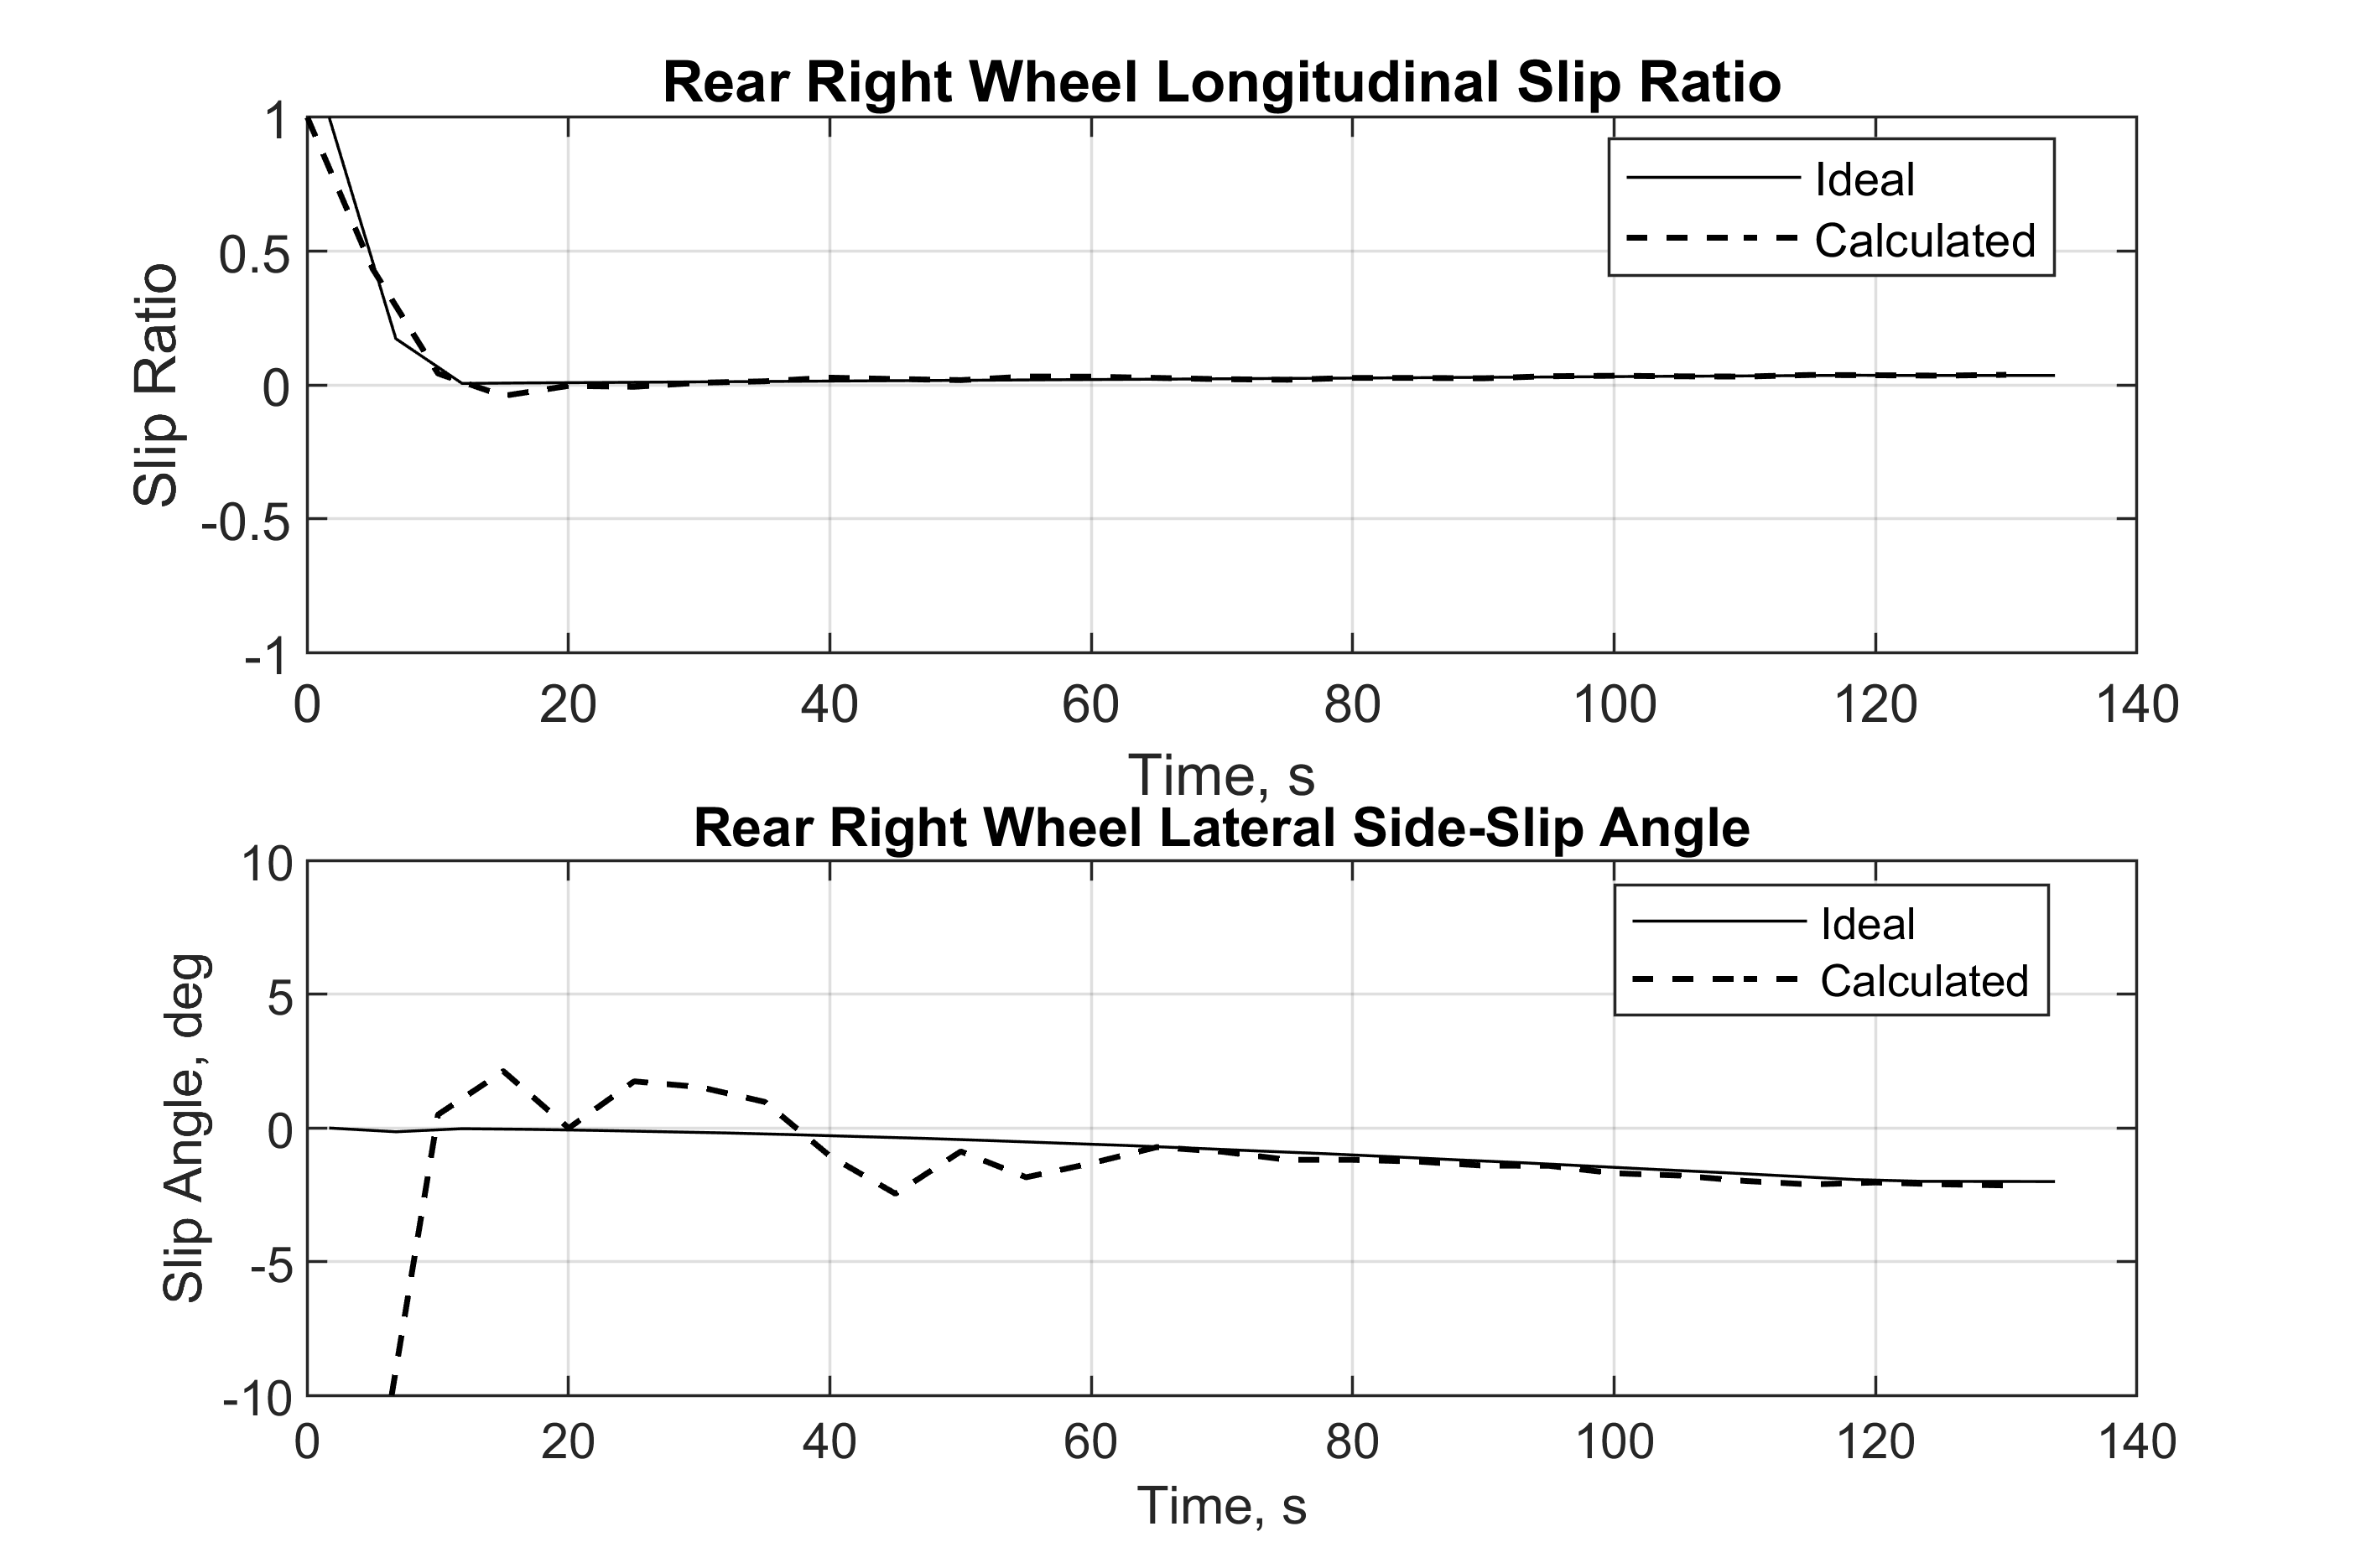 Rear Right Wheel Longitudinal Slip Ratio
1
0.5
0
-0.5
-1
Slip Ratio
Ideal
Calculated
0 20 40 60 80 100 120 140
Time, s
Rear Right Wheel Lateral Side-Slip Angle
10
5
0
-5
-10
Slip Angle, deg
Ideal
Calculated
0 20 40 60 80 100 120 140
Time, s